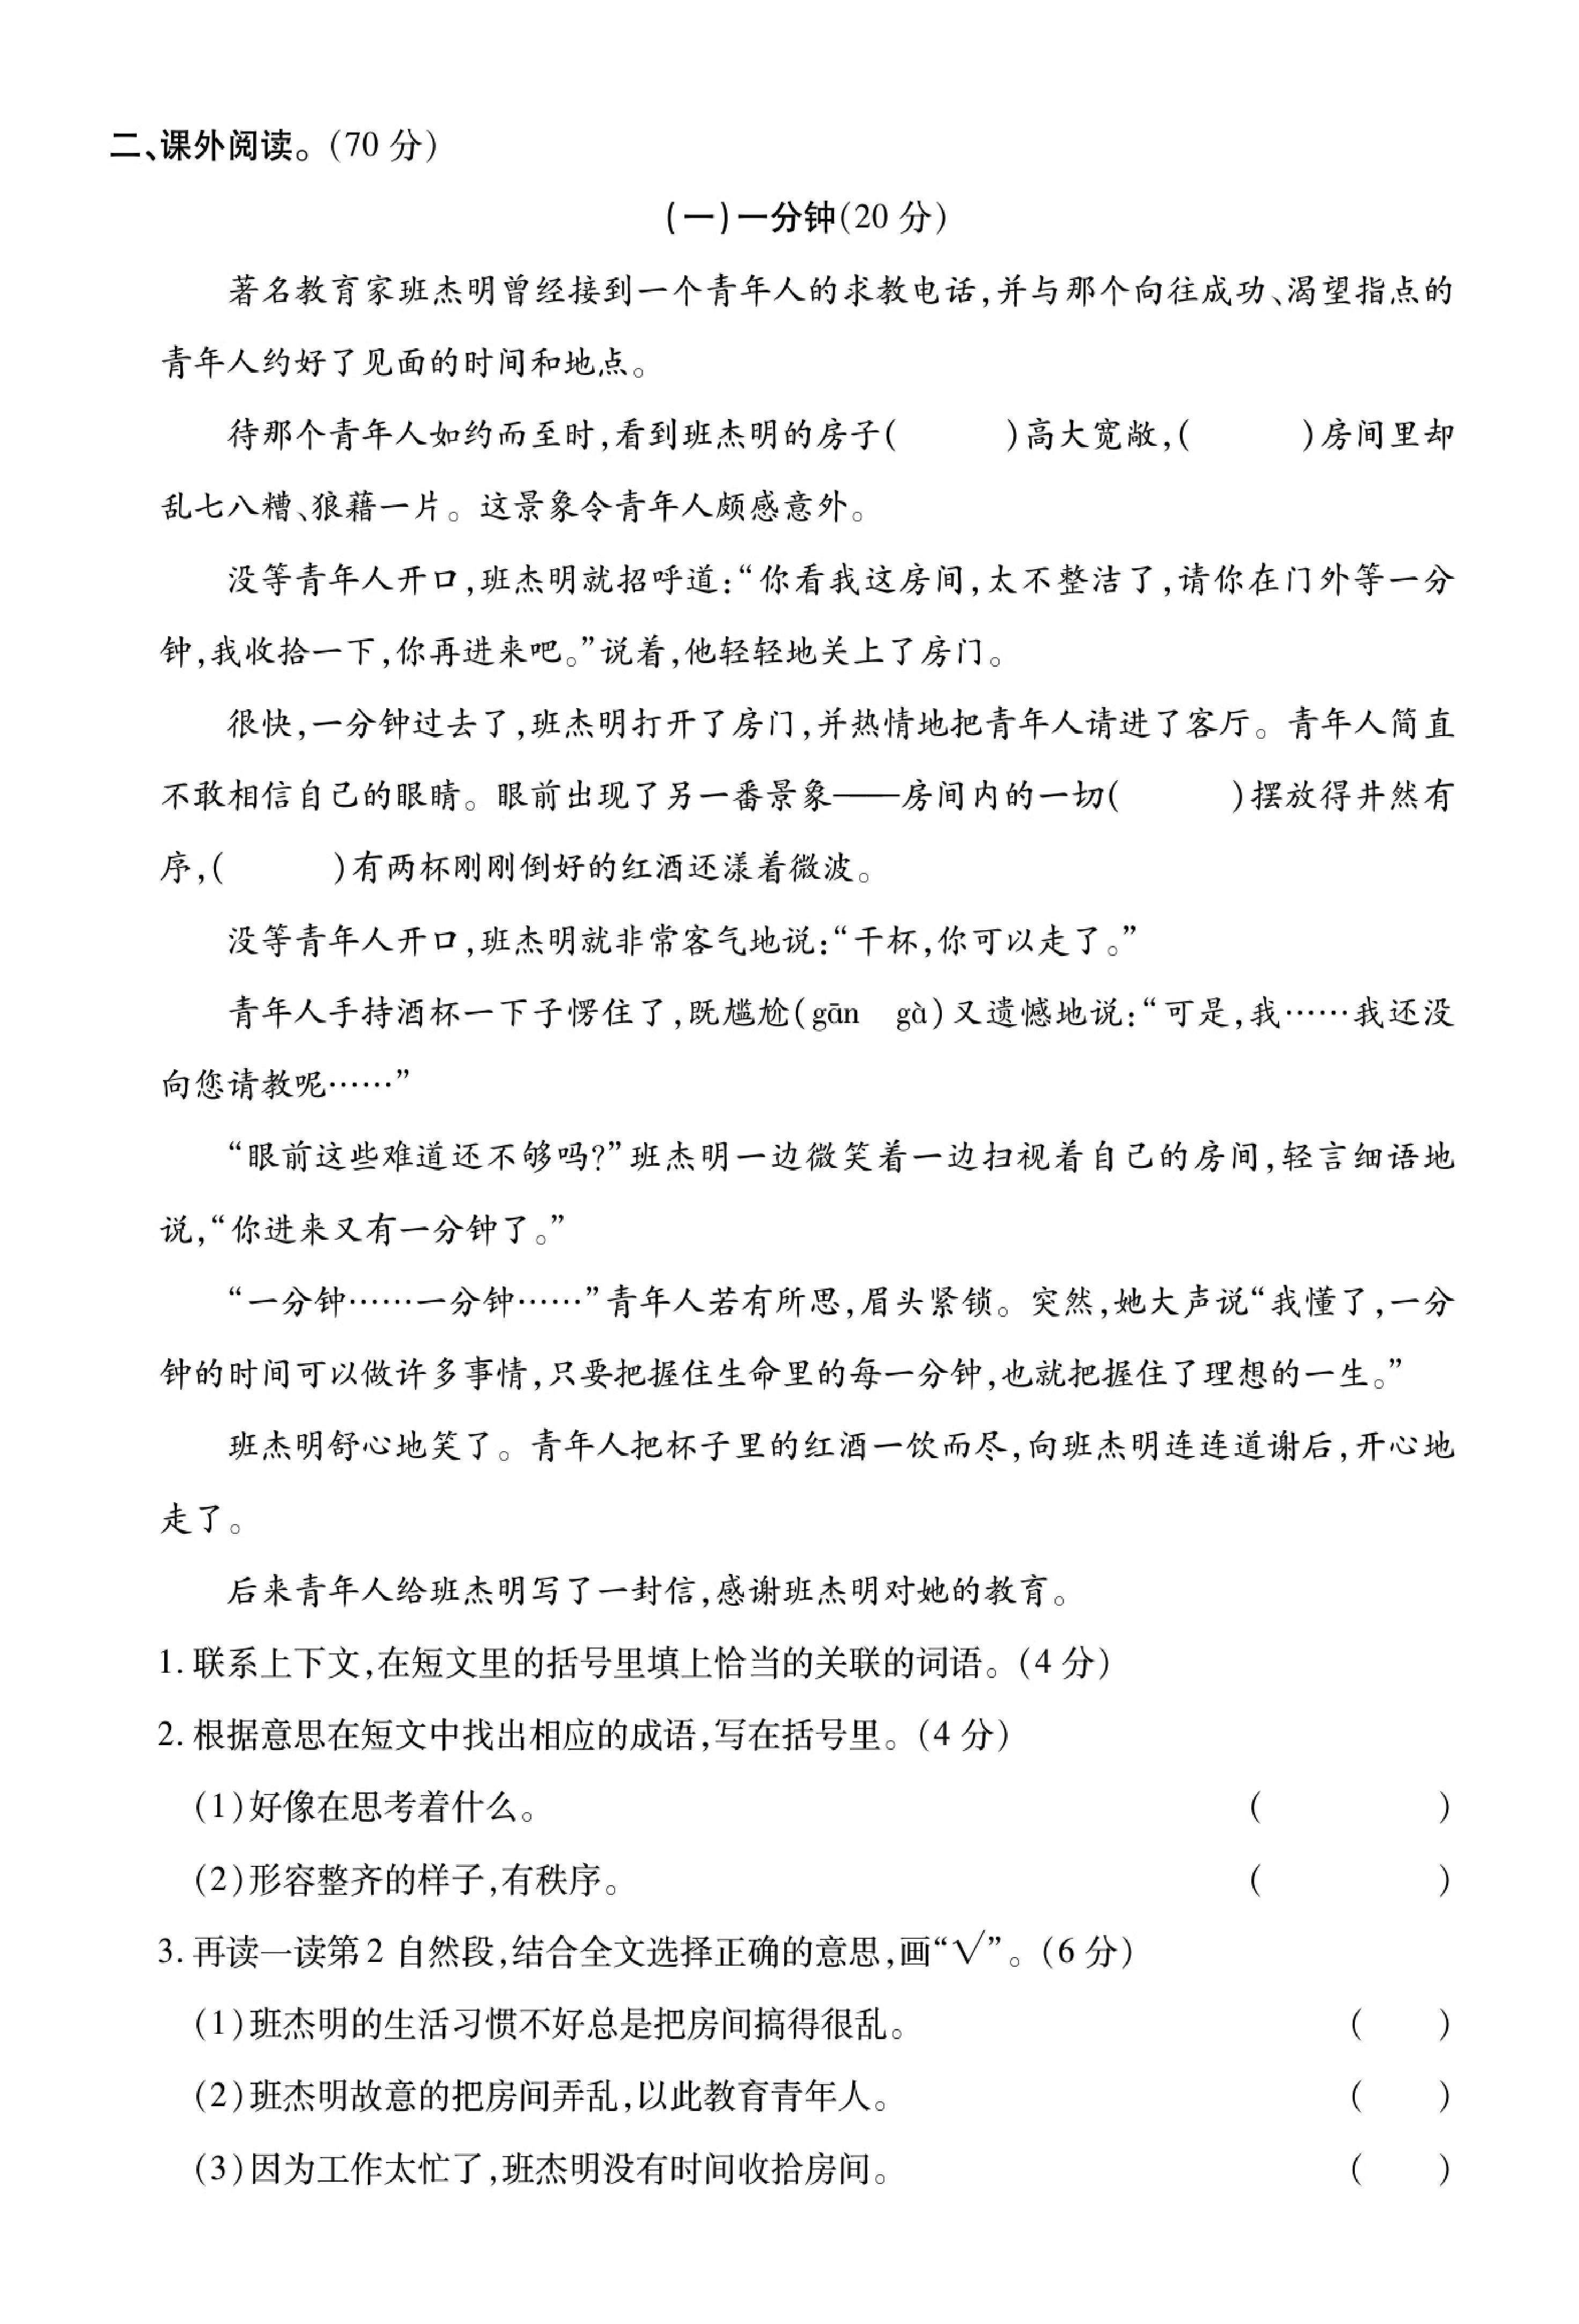 二、课外阅读。(70 分)
(一)一分钟(20 分)
著名教育家班杰明曾经接到一个青年人的求教电话,并与那个向往成功、渴望指点的
青年人约好了见面的时间和地点。
待那个青年人如约而至时,看到班杰明的房子(　　　)高大宽敞,(　　　)房间里却
乱七八糟、狼藉一片。这景象令青年人颇感意外。
没等青年人开口,班杰明就招呼道:“你看我这房间,太不整洁了,请你在门外等一分
钟,我收拾一下,你再进来吧。”说着,他轻轻地关上了房门。
很快,一分钟过去了,班杰明打开了房门,并热情地把青年人请进了客厅。青年人简直
不敢相信自己的眼睛。眼前出现了另一番景象——房间内的一切(　　　)摆放得井然有
序,(　　　)有两杯刚刚倒好的红酒还漾着微波。
没等青年人开口,班杰明就非常客气地说:“干杯,你可以走了。”
青年人手持酒杯一下子愣住了,既尴尬(gān　gà)又遗憾地说:“可是,我……我还没
向您请教呢……”
“眼前这些难道还不够吗?”班杰明一边微笑着一边扫视着自己的房间,轻言细语地
说,“你进来又有一分钟了。”
“一分钟……一分钟……”青年人若有所思,眉头紧锁。突然,她大声说“我懂了,一分
钟的时间可以做许多事情,只要把握住生命里的每一分钟,也就把握住了理想的一生。”
班杰明舒心地笑了。青年人把杯子里的红酒一饮而尽,向班杰明连连道谢后,开心地
走了。
后来青年人给班杰明写了一封信,感谢班杰明对她的教育。
1. 联系上下文,在短文里的括号里填上恰当的关联的词语。(4 分)
2. 根据意思在短文中找出相应的成语,写在括号里。(4 分)
(1)好像在思考着什么。(　　　　　)
(2)形容整齐的样子,有秩序。(　　　　　)
3. 再读一读第 2 自然段,结合全文选择正确的意思,画“√”。(6 分)
(1)班杰明的生活习惯不好总是把房间搞得很乱。(　　)
(2)班杰明故意的把房间弄乱,以此教育青年人。(　　)
(3)因为工作太忙了,班杰明没有时间收拾房间。(　　)